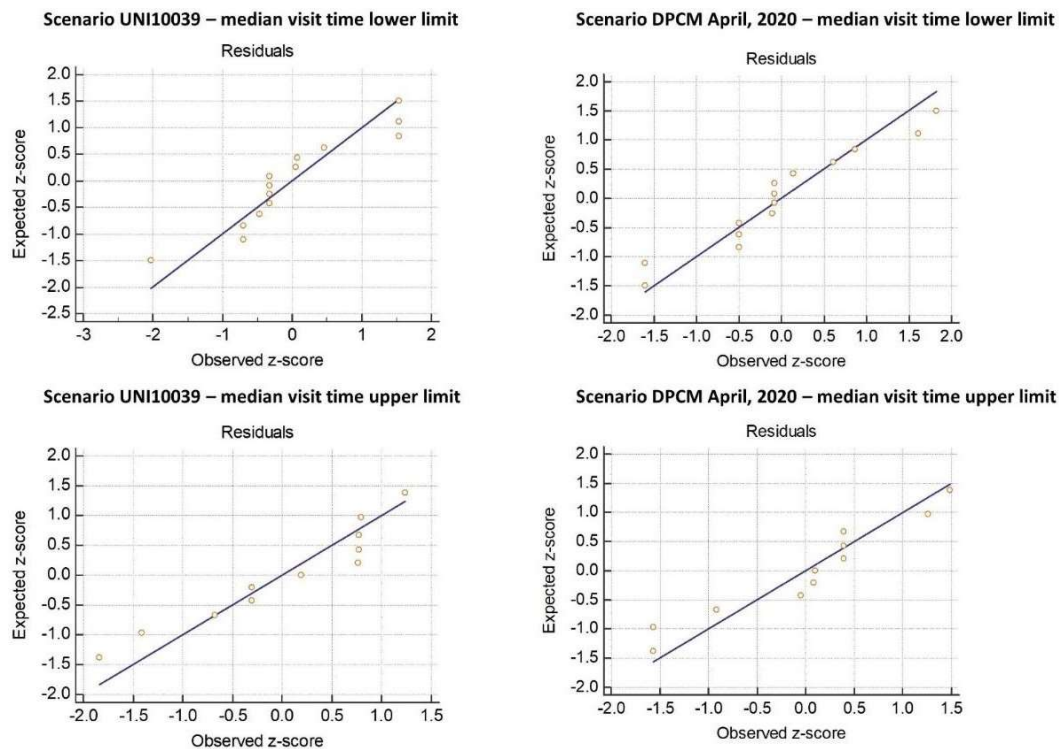 Scenario UNI10039 – median visit time lower limit
Residuals
2.0
1.5
1.0
0.5
0.0
-0.5
-1.0
-1.5
-2.0
-2.5
Expected z-score
-3 -2 -1 0 1 2
Observed z-score
Scenario DPCM April, 2020 – median visit time lower limit
Residuals
2.0
1.5
1.0
0.5
0.0
-0.5
-1.0
-1.5
-2.0
Expected z-score
-2.0 -1.5 -1.0 -0.5 0.0 0.5 1.0 1.5 2.0
Observed z-score
Scenario UNI10039 – median visit time upper limit
Residuals
2.0
1.5
1.0
0.5
0.0
-0.5
-1.0
-1.5
-2.0
Expected z-score
-2.0 -1.5 -1.0 -0.5 0.0 0.5 1.0 1.5
Observed z-score
Scenario DPCM April, 2020 – median visit time upper limit
Residuals
2.0
1.5
1.0
0.5
0.0
-0.5
-1.0
-1.5
-2.0
Expected z-score
-2.0 -1.5 -1.0 -0.5 0.0 0.5 1.0 1.5
Observed z-score